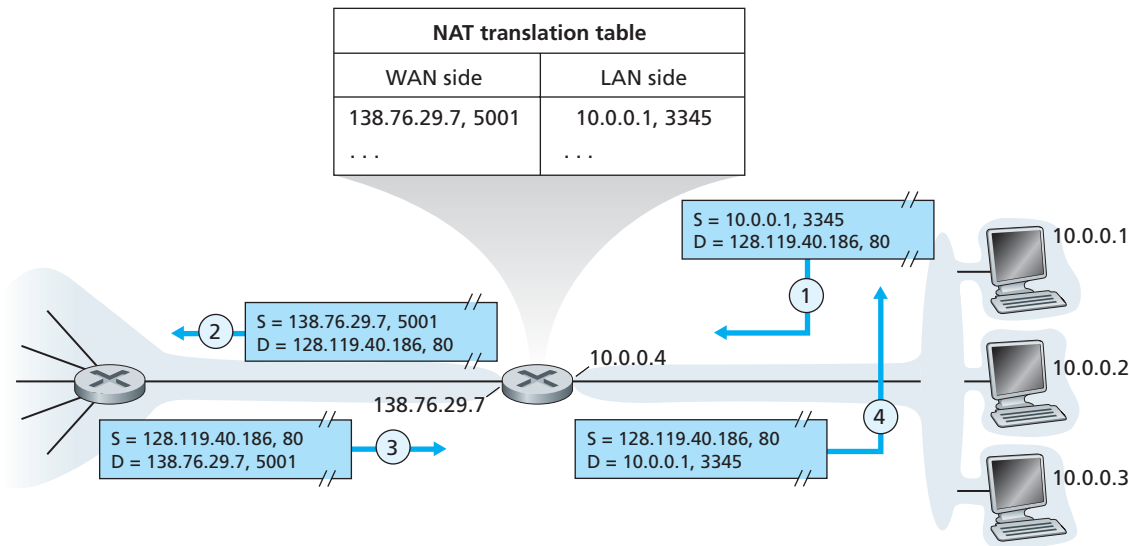 NAT translation table
WAN side LAN side
138.76.29.7, 5001 10.0.0.1, 3345
. . . . . .
S = 10.0.0.1, 3345
D = 128.119.40.186, 80
1
10.0.0.1
2
S = 138.76.29.7, 5001
D = 128.119.40.186, 80
10.0.0.4
138.76.29.7
10.0.0.2
S = 128.119.40.186, 80
D = 138.76.29.7, 5001
3
S = 128.119.40.186, 80
D = 10.0.0.1, 3345
4
10.0.0.3